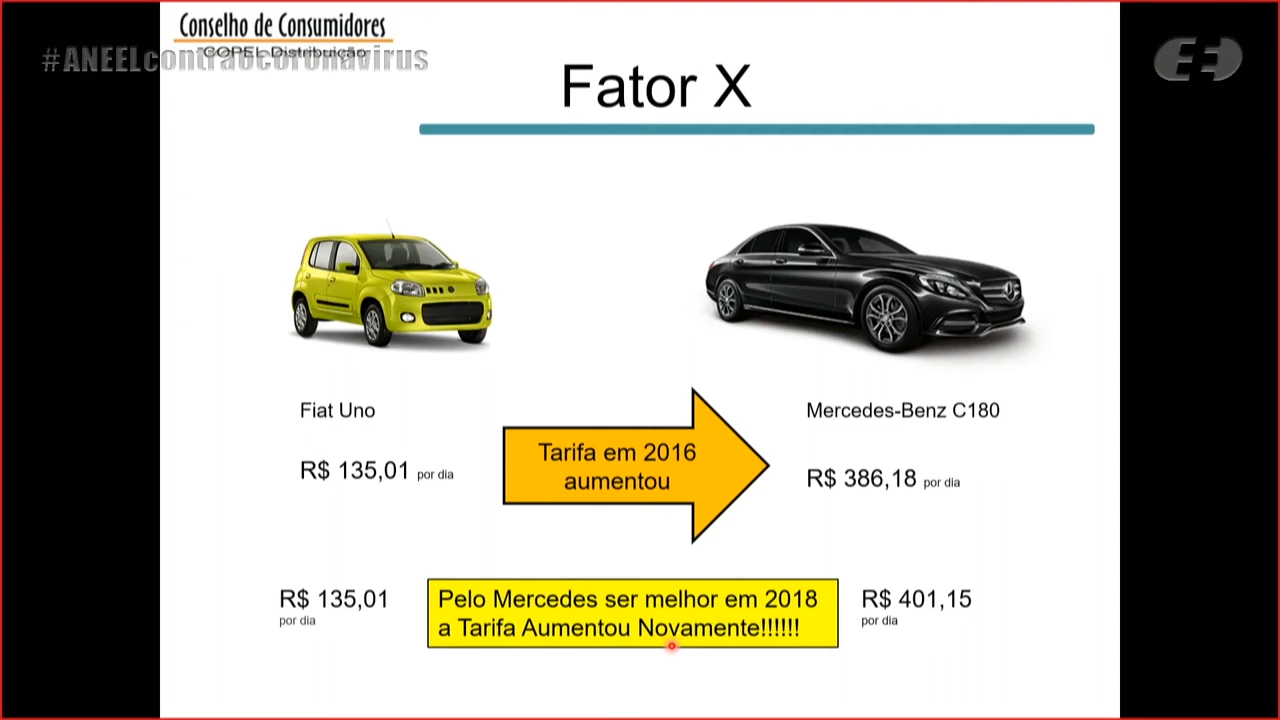 Conselho de Consumidores
COPEL Distribuição
#ANEELcontraocoronavirus
Fator X
Fiat Uno
Mercedes-Benz C180
Tarifa em 2016
aumentou
R$ 135,01 por dia
R$ 386,18 por dia
R$ 135,01
por dia
Pelo Mercedes ser melhor em 2018
a Tarifa Aumentou Novamente!!!!!!
R$ 401,15
por dia